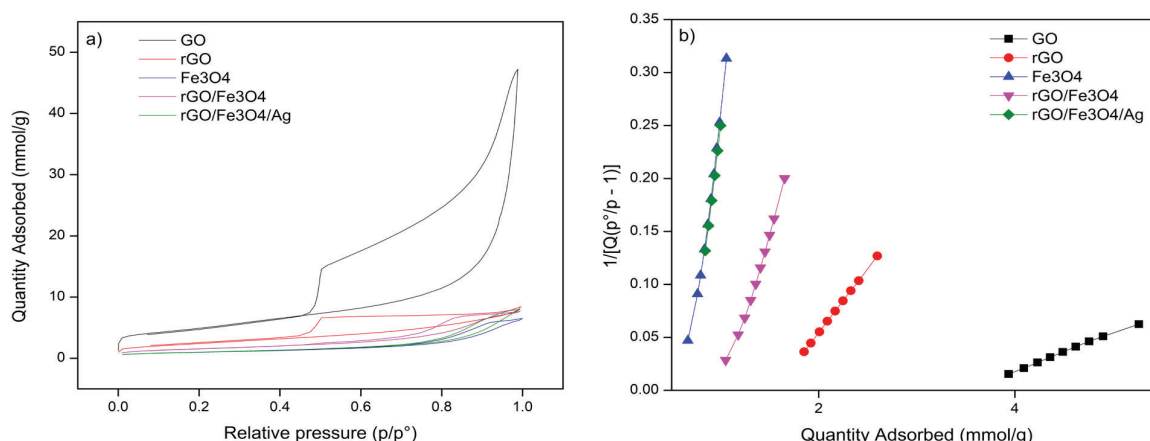 a)
GO
rGO
Fe3O4
rGO/Fe3O4
rGO/Fe3O4/Ag
Quantity Adsorbed (mmol/g)
50
40
30
20
10
0
0.0 0.2 0.4 0.6 0.8 1.0
Relative pressure (p/p°)
b)
GO
rGO
Fe3O4
rGO/Fe3O4
rGO/Fe3O4/Ag
1/[Q(p°/p - 1)]
0.35
0.30
0.25
0.20
0.15
0.10
0.05
0.00
2 4
Quantity Adsorbed (mmol/g)